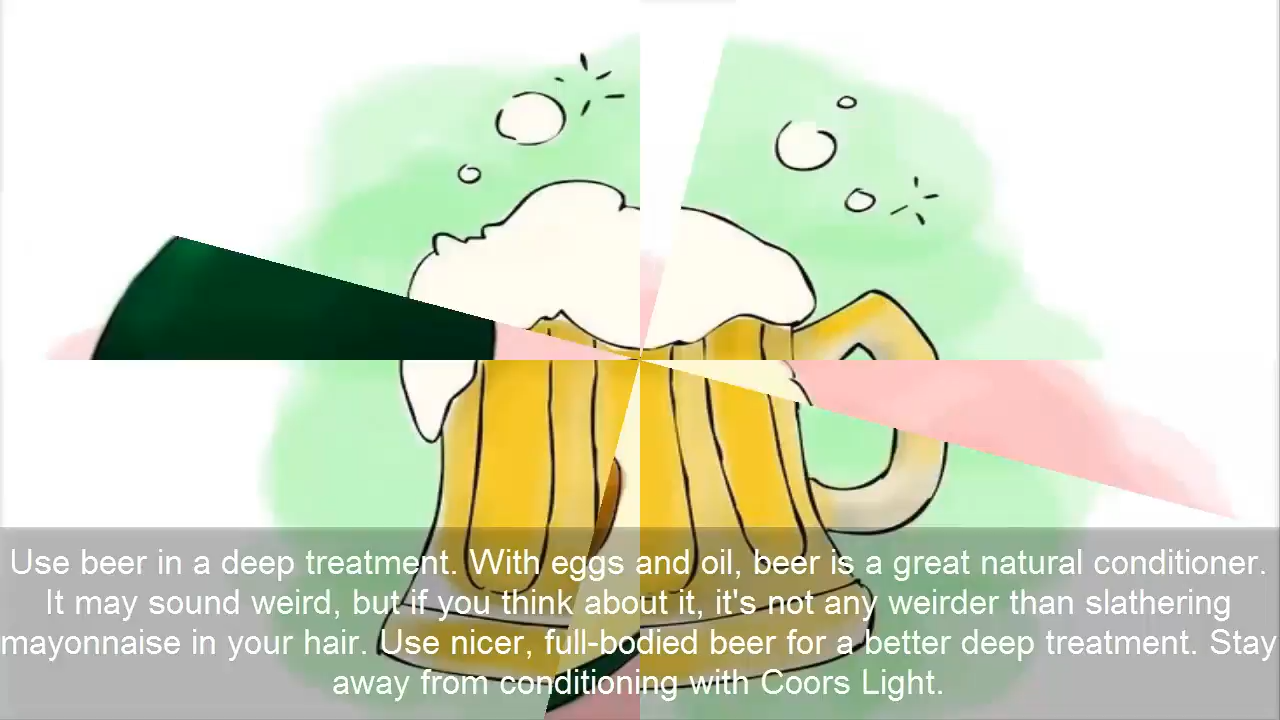 Use beer in a deep treatment. With eggs and oil, beer is a great natural conditioner.
It may sound weird, but if you think about it, it's not any weirder than slathering
mayonnaise in your hair. Use nicer, full-bodied beer for a better deep treatment. Stay
away from conditioning with Coors Light.